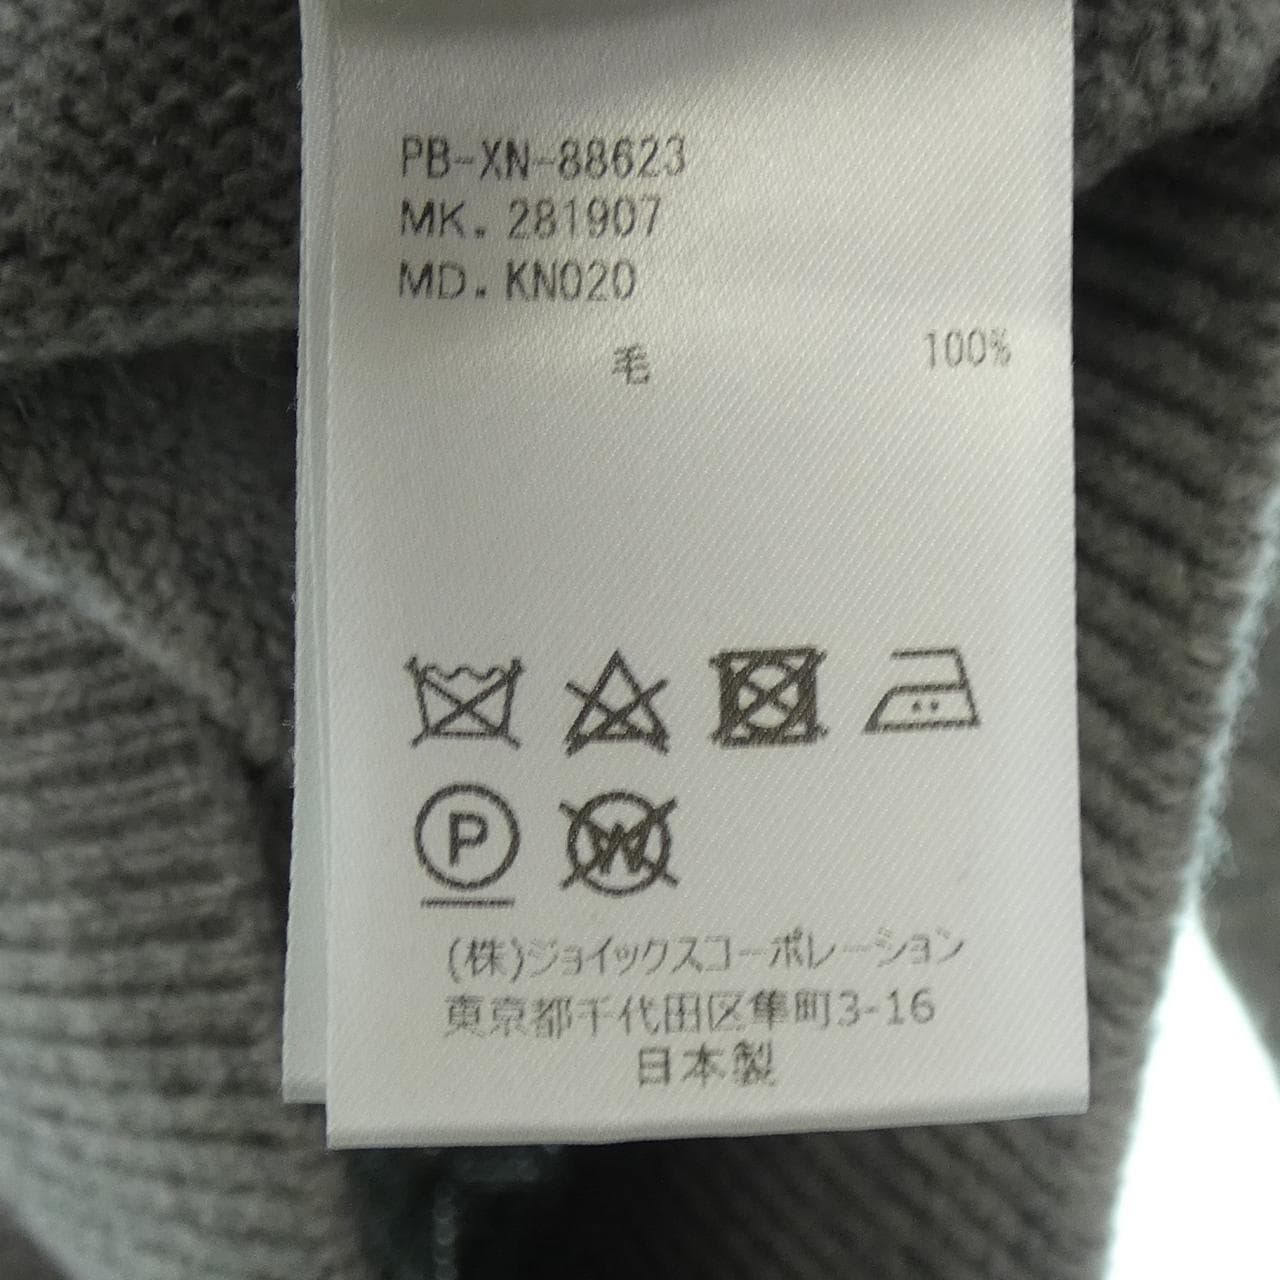 PB-XN-88623
MK. 281907
MD. KN020
毛 100%
P
W
(株)ジョイックスコーポレーション
東京都千代田区隼町3-16
日本製